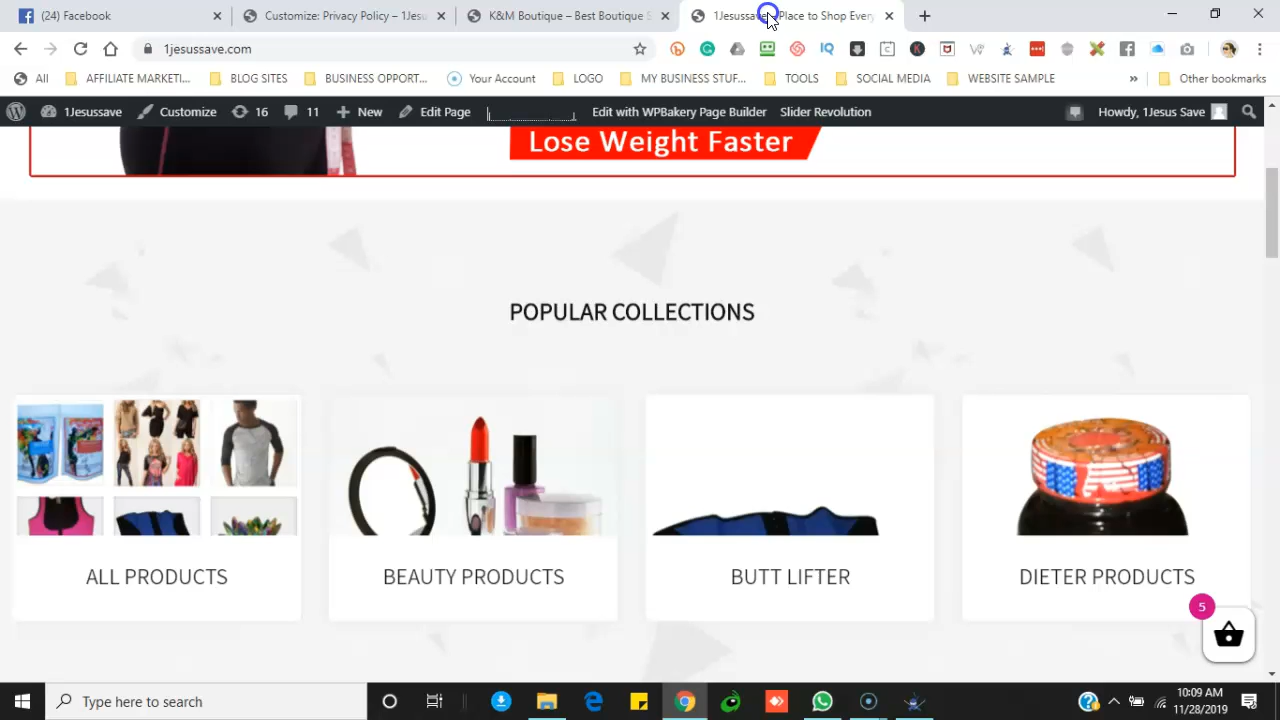 (24) Facebook
Customize: Privacy Policy – 1Jesu
K&M Boutique – Best Boutique S
1Jesussave Place to Shop Every
1jesussave.com
All
AFFILIATE MARKETI...
BLOG SITES
BUSINESS OPPORT...
Your Account
LOGO
MY BUSINESS STUF...
TOOLS
SOCIAL MEDIA
WEBSITE SAMPLE
»
Other bookmarks
1Jesussave
Customize
16
11
New
Edit Page
Edit with WPBakery Page Builder
Slider Revolution
Howdy, 1Jesus Save
Lose Weight Faster
POPULAR COLLECTIONS
ALL PRODUCTS
BEAUTY PRODUCTS
BUTT LIFTER
DIETER PRODUCTS
5
Type here to search
10:09 AM
11/28/2019